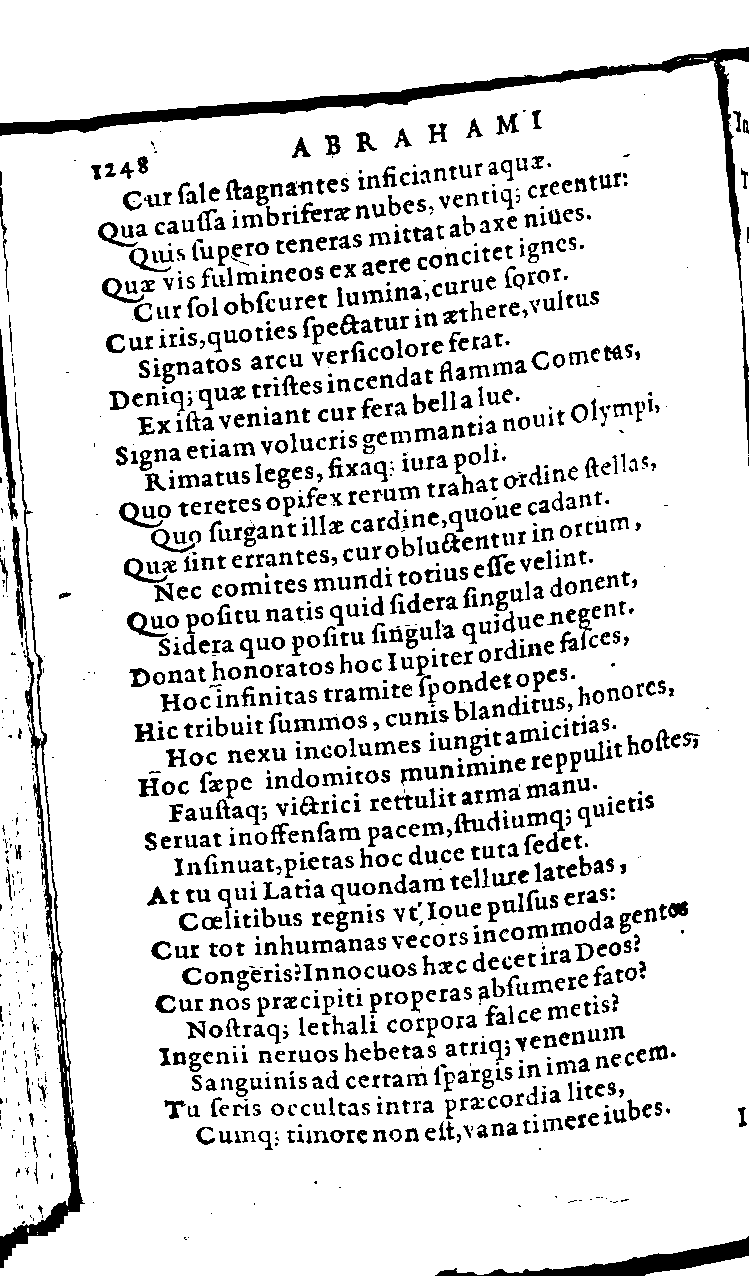 1248 ABRAHAMI
Cur ſale ſtagnantes inficiantur aquæ.
Qua cauſſa imbriferæ nubes, ventiq; creentur:
Quis ſupero teneras mittat ab axe niues.
Quæ vis fulmineos ex aere concitet ignes.
Cur ſol obſcuret lumina, curue ſoror.
Cur iris, quoties ſpectatur in æthere, vultus
Signatos arcu verſicolore ferat.
Deniq; quæ triſtes incendat flamma Cometas,
Ex iſta veniant cur fera bella lue.
Signa etiam volucris gemmantia nouit Olympi,
Rimatus leges, fixaq; iura poli.
Quo teretes opifex rerum trahat ordine ſtellas,
Quo ſurgant illæ cardine, quoue cadant.
Quæ ſint errantes, cur obluctentur in ortum,
Nec comites mundi totius eſſe velint.
Quo poſitu natis quid ſidera ſingula donent,
Sidera quo poſitu ſingula quidue negent.
Donat honoratos hoc Iupiter ordine faſces,
Hoc infinitas tramite ſpondet opes.
Hic tribuit ſummos, cunis blanditus, honores,
Hoc nexu incolumes iungit amicitias.
Hoc ſæpe indomitos munimine reppulit hoſtes,
Fauſtaq; victrici rettulit arma manu.
Seruat inoffenſam pacem, ſtudiumq; quietis
Inſinuat, pietas hoc duce tuta ſedet.
At tu qui Latia quondam tellure latebas,
Cœlitibus regnis vt, Ioue pulſus eras:
Cur tot inhumanas vecors incommoda gentes
Congeris? Innocuos hæc decet ira Deos?
Cur nos præcipiti properas abſumere fato?
Noſtraq; lethali corpora falce metis?
Ingenii neruos hebetas atriq; venenum
Sanguinis ad certam ſpargis in ima necem.
Tu ſeris occultas intra præcordia lites,
Cumq; timore non eſt, vana timere iubes.